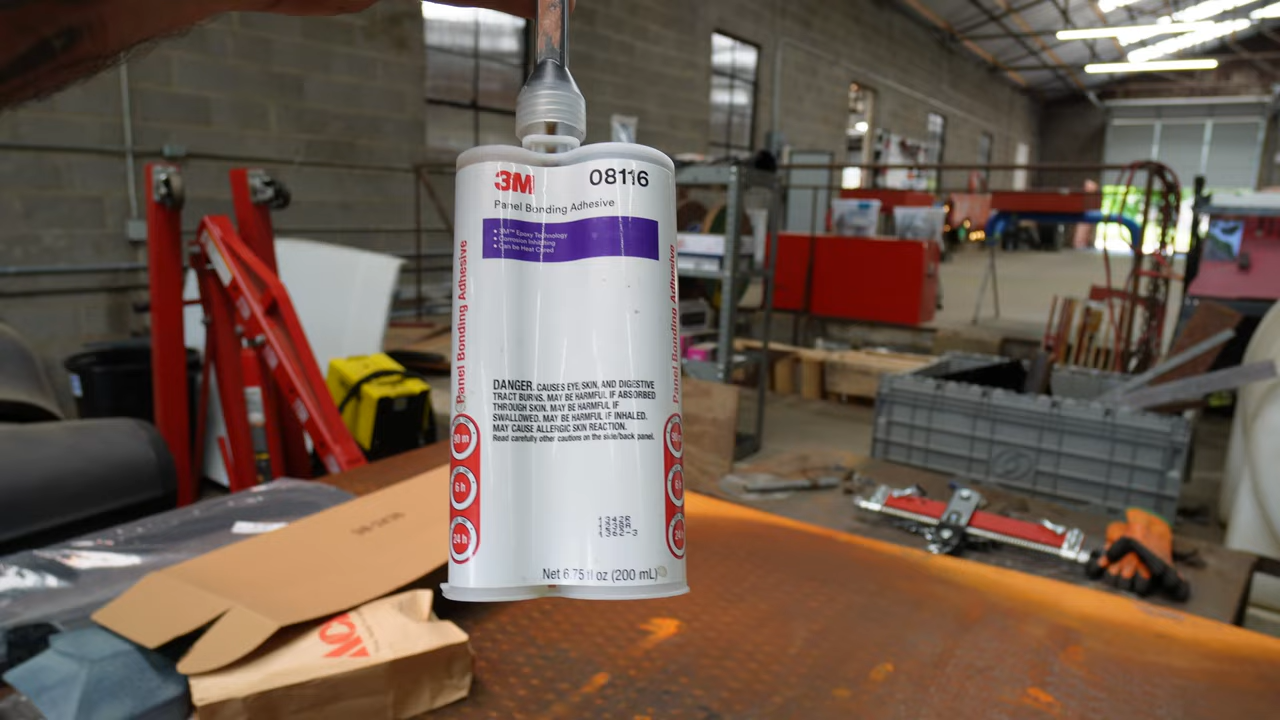 3M 08116
Panel Bonding Adhesive
• 3M™ Epoxy Technology
• Corrosion Inhibiting
• Can be Heat Cured
Panel Bonding Adhesive
Panel Bonding Adhesive
DANGER. CAUSES EYE, SKIN, AND DIGESTIVE
TRACT BURNS. MAY BE HARMFUL IF ABSORBED
THROUGH SKIN. MAY BE HARMFUL IF
SWALLOWED. MAY BE HARMFUL IF INHALED.
MAY CAUSE ALLERGIC SKIN REACTION.
Read carefully other cautions on the side/back panel.
90 m
6 h
24 h
90 m
6 h
24 h
Net 6.75 fl oz (200 mL)